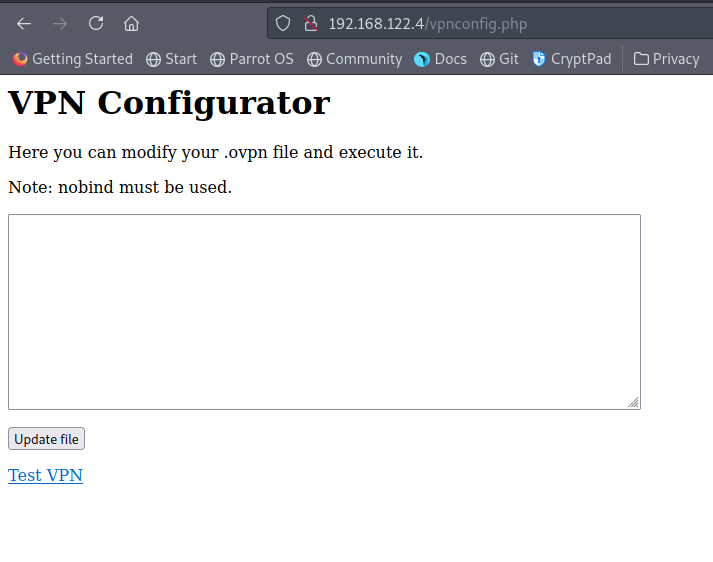 192.168.122.4/vpnconfig.php
Getting Started Start Parrot OS Community Docs Git CryptPad Privacy
VPN Configurator
Here you can modify your .ovpn file and execute it.
Note: nobind must be used.
Update file
Test VPN